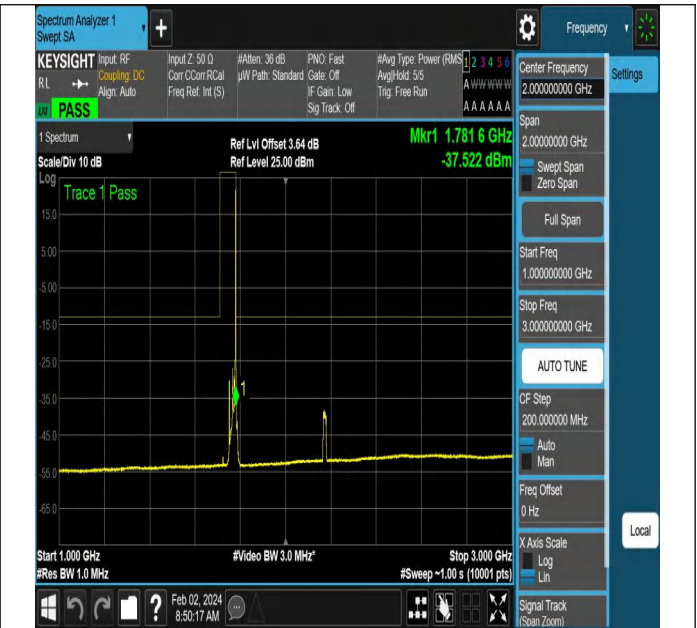 Spectrum Analyzer 1
Swept SA
+
Frequency
KEYSIGHT
RL
PASS
Input: RF
Coupling: DC
Align: Auto
Input Z: 50 Ω
Corr CCorr RCal
Freq Ref: Int (S)
#Atten: 36 dB
µW Path: Standard
PNO: Fast
Gate: Off
IF Gain: Low
Sig Track: Off
#Avg Type: Power (RMS
Avg|Hold: 5/5
Trig: Free Run
1 2 3 4 5 6
A W W W W W
A A A A A A
1 Spectrum
Scale/Div 10 dB
Ref Lvl Offset 3.64 dB
Ref Level 25.00 dBm
Mkr1 1.781 6 GHz
-37.522 dBm
Log
Trace 1 Pass
15.0
5.00
-5.00
-15.0
-25.0
-35.0
-45.0
-55.0
-65.0
1
Start 1.000 GHz
#Res BW 1.0 MHz
#Video BW 3.0 MHz*
Stop 3.000 GHz
#Sweep ~1.00 s (10001 pts)
Feb 02, 2024
8:50:17 AM
?
Center Frequency
2.000000000 GHz
Settings
Span
2.00000000 GHz
Swept Span
Zero Span
Full Span
Start Freq
1.000000000 GHz
Stop Freq
3.000000000 GHz
AUTO TUNE
CF Step
200.000000 MHz
Auto
Man
Freq Offset
0 Hz
Local
X Axis Scale
Log
Lin
Signal Track
(Span Zoom)